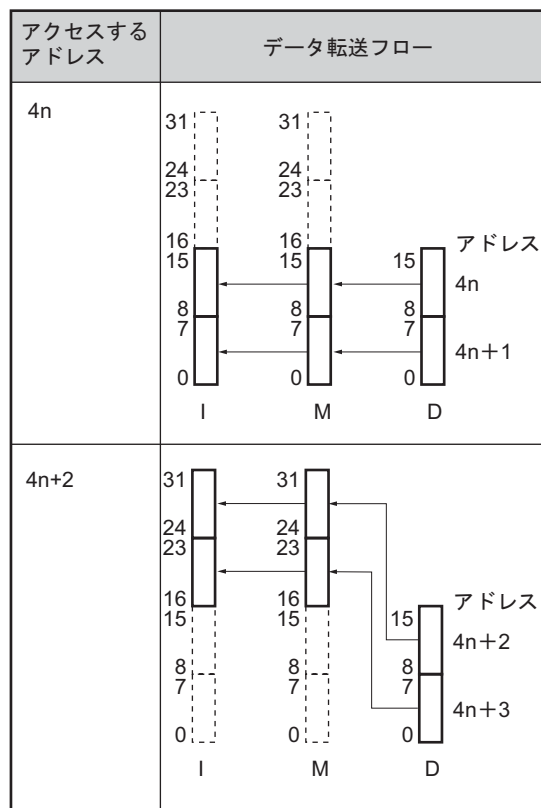 アクセスする
アドレス
データ転送フロー
4n
31 31
24 24
23 23
16 16 アドレス
15 15 15
4n
8 8 8
7 7 7
4n＋1
0 0 0
I M D
4n+2
31 31
24 24
23 23
16 16 アドレス
15 15 15
4n＋2
8 8 8
7 7 7
4n＋3
0 0 0
I M D